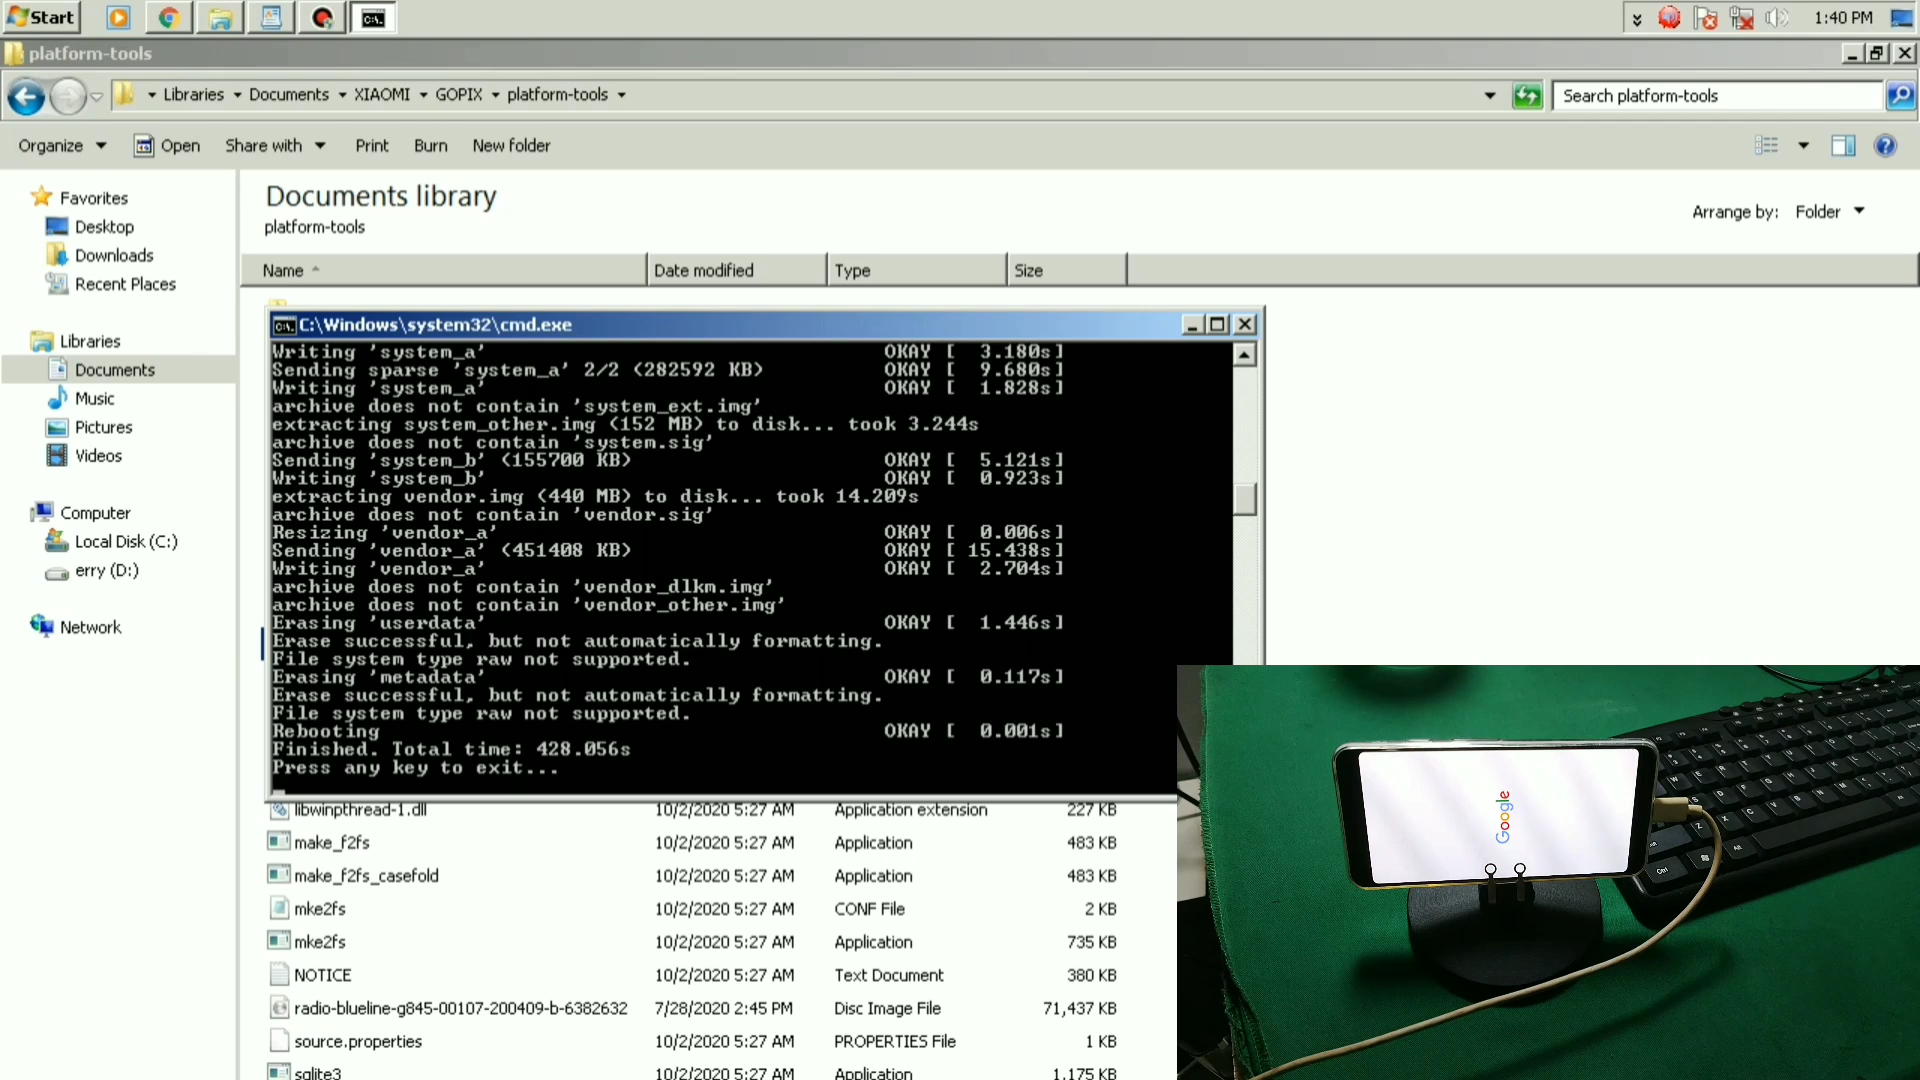 Start
1:40 PM
platform-tools
Libraries Documents XIAOMI GOPIX platform-tools
Search platform-tools
Organize Open Share with Print Burn New folder
Favorites
Desktop
Downloads
Recent Places
Libraries
Documents
Music
Pictures
Videos
Computer
Local Disk (C:)
erry (D:)
Network
Documents library
platform-tools
Arrange by: Folder
Name Date modified Type Size
C:\Windows\system32\cmd.exe
Writing 'system_a' OKAY [ 3.180s]
Sending sparse 'system_a' 2/2 (282592 KB) OKAY [ 9.680s]
Writing 'system_a' OKAY [ 1.828s]
archive does not contain 'system_ext.img'
extracting system_other.img (152 MB) to disk... took 3.244s
archive does not contain 'system.sig'
Sending 'system_b' (155700 KB) OKAY [ 5.121s]
Writing 'system_b' OKAY [ 0.923s]
extracting vendor.img (440 MB) to disk... took 14.209s
archive does not contain 'vendor.sig'
Resizing 'vendor_a' OKAY [ 0.006s]
Sending 'vendor_a' (451408 KB) OKAY [ 15.438s]
Writing 'vendor_a' OKAY [ 2.704s]
archive does not contain 'vendor_dlkm.img'
archive does not contain 'vendor_other.img'
Erasing 'userdata' OKAY [ 1.446s]
Erase successful, but not automatically formatting.
File system type raw not supported.
Erasing 'metadata' OKAY [ 0.117s]
Erase successful, but not automatically formatting.
File system type raw not supported.
Rebooting OKAY [ 0.001s]
Finished. Total time: 428.056s
Press any key to exit...
libwinpthread-1.dll 10/2/2020 5:27 AM Application extension 227 KB
make_f2fs 10/2/2020 5:27 AM Application 483 KB
make_f2fs_casefold 10/2/2020 5:27 AM Application 483 KB
mke2fs 10/2/2020 5:27 AM CONF File 2 KB
mke2fs 10/2/2020 5:27 AM Application 735 KB
NOTICE 10/2/2020 5:27 AM Text Document 380 KB
radio-blueline-g845-00107-200409-b-6382632 7/28/2020 2:45 PM Disc Image File 71,437 KB
source.properties 10/2/2020 5:27 AM PROPERTIES File 1 KB
sqlite3 10/2/2020 5:27 AM Application 1,175 KB
Google